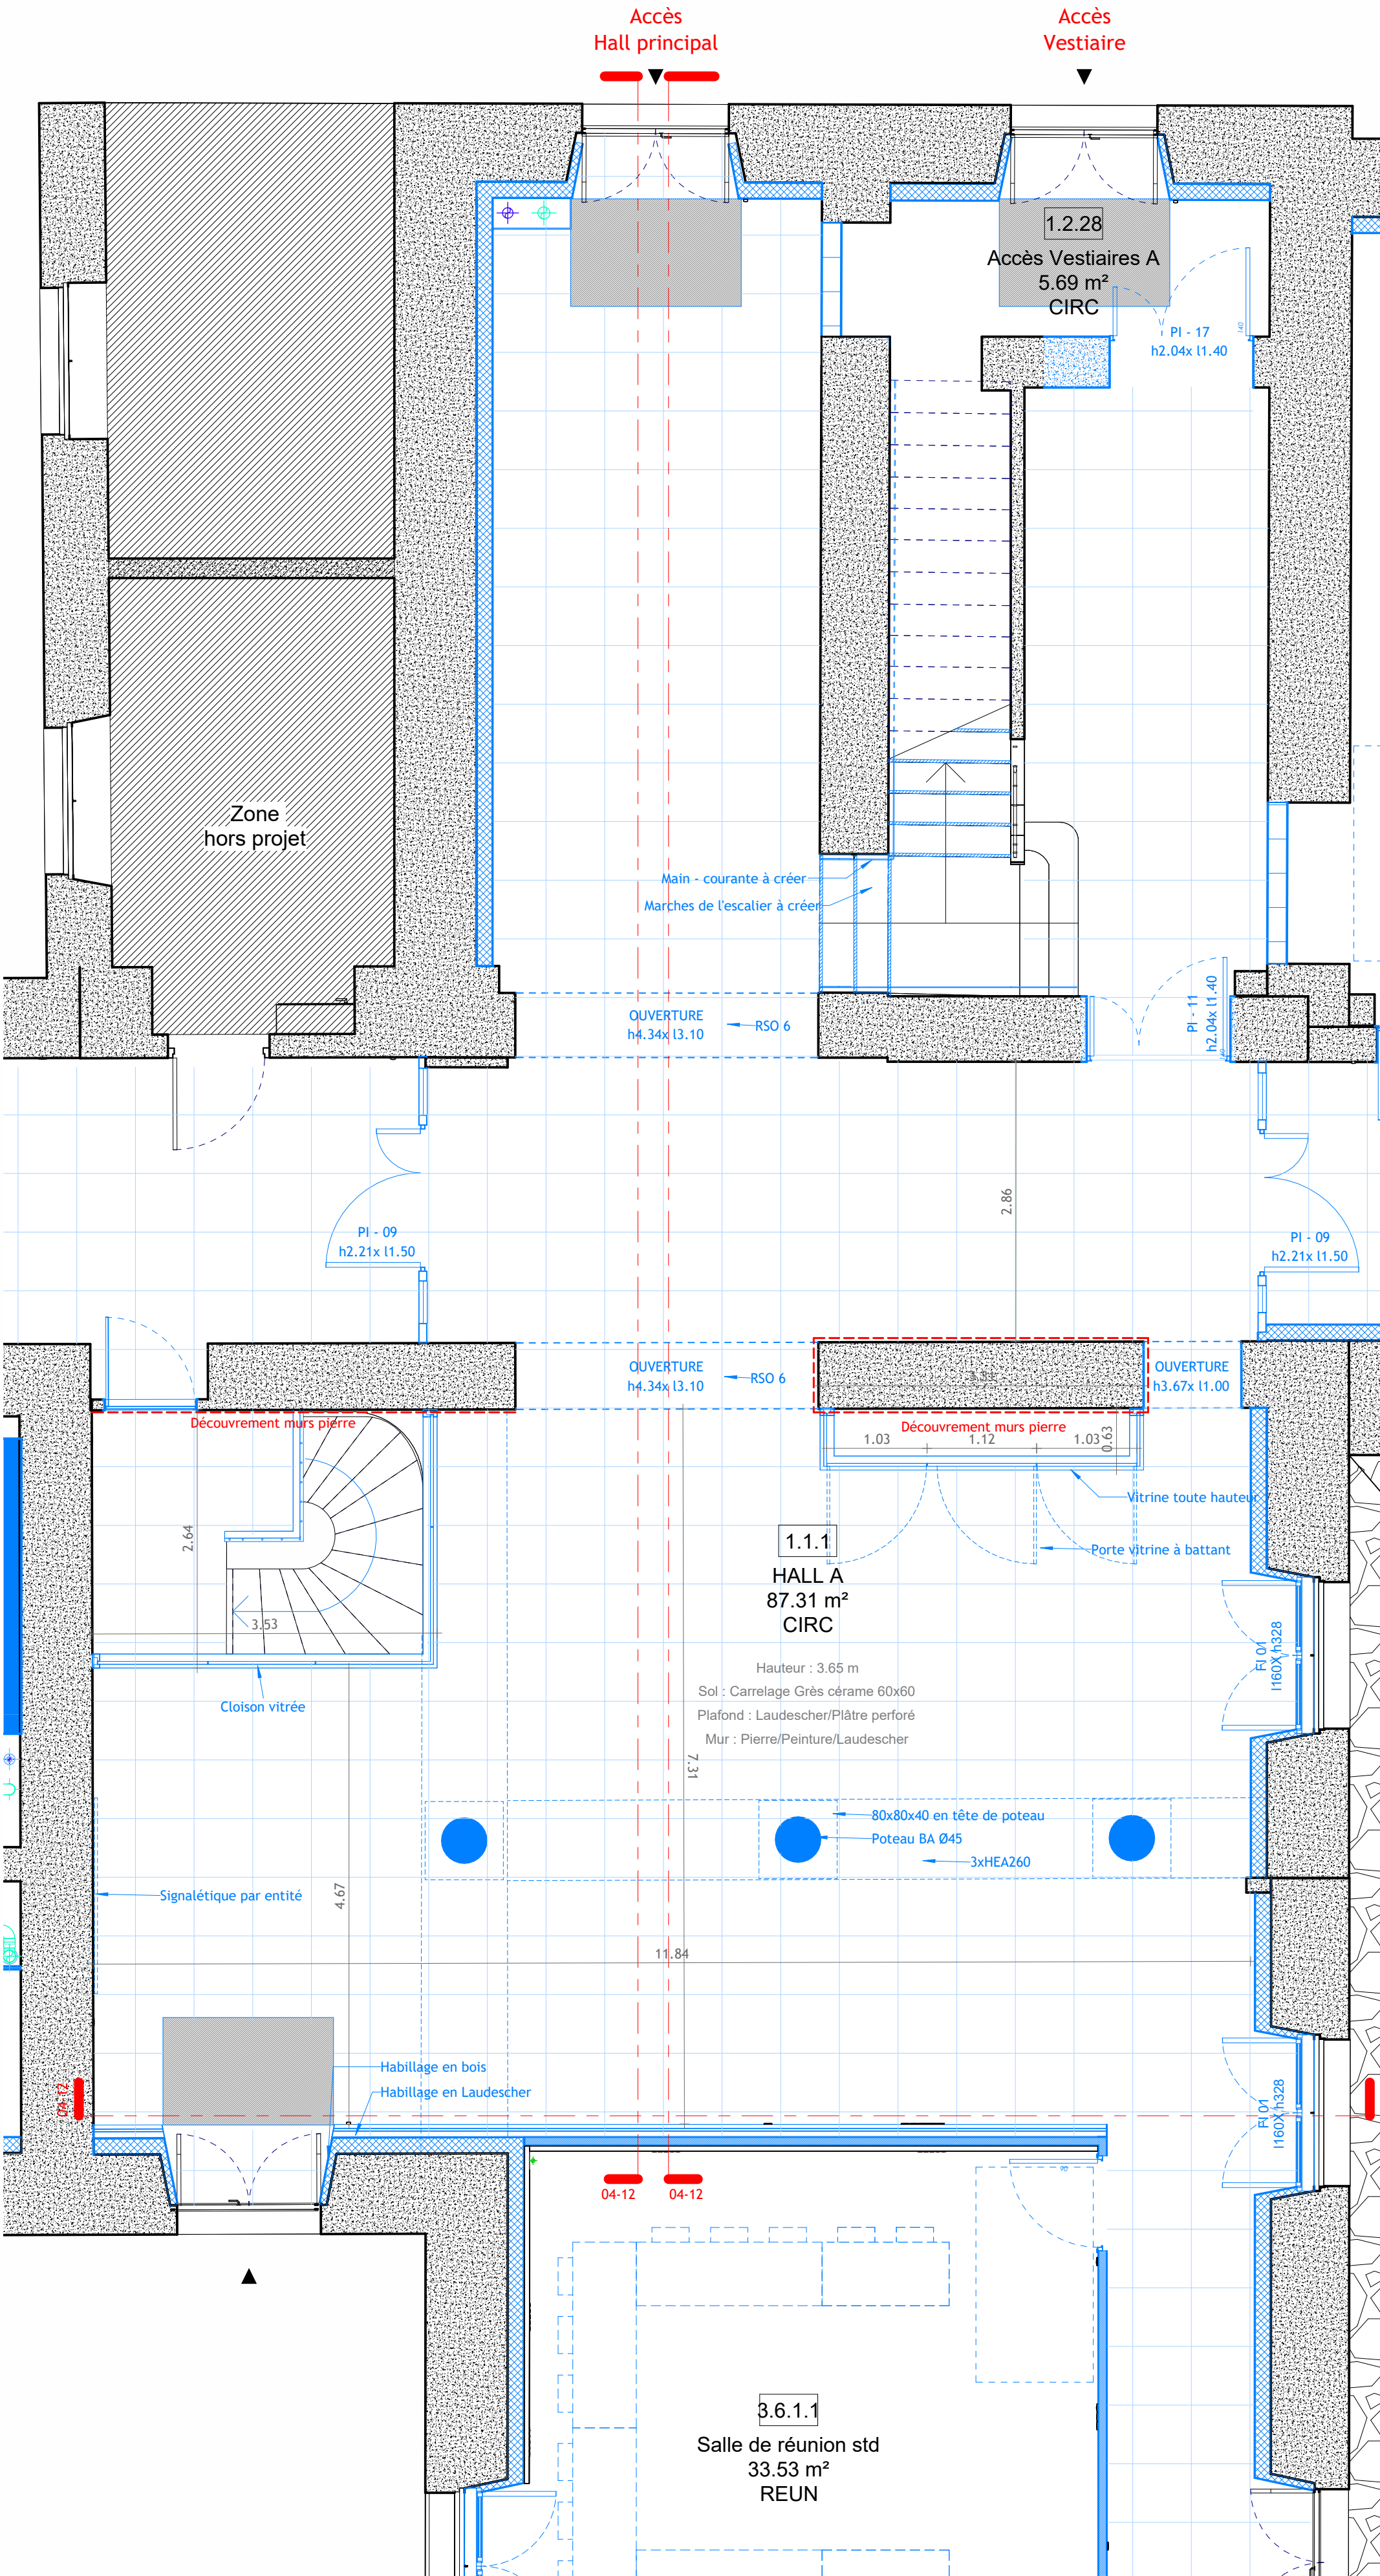 Accès
Hall principal
Accès
Vestiaire
1.2.28
Accès Vestiaires A
5.69 m²
CIRC
140
PI - 17
h2.04x l1.40
Zone
hors projet
Main - courante à créer
Marches de l'escalier à créer
OUVERTURE
h4.34x l3.10
RSO 6
PI - 11
h2.04x l1.40
2.86
PI - 09
h2.21x l1.50
PI - 09
h2.21x l1.50
OUVERTURE
h4.34x l3.10
RSO 6
OUVERTURE
h3.67x l1.00
Découvrement murs pierre
Découvrement murs pierre
1.03
1.12
1.03
0.63
Vitrine toute hauteur
Porte vitrine à battant
2.64
3.53
Cloison vitrée
1.1.1
HALL A
87.31 m²
CIRC
Hauteur : 3.65 m
Sol : Carrelage Grès cérame 60x60
Plafond : Laudescher/Plâtre perforé
Mur : Pierre/Peinture/Laudescher
FI 01
l160X h328
7.31
80x80x40 en tête de poteau
Poteau BA Ø45
3xHEA260
Signalétique par entité
4.67
11.84
Habillage en bois
Habillage en Laudescher
04-12
FI 01
l160X h328
90
04-12
04-12
3.6.1.1
Salle de réunion std
33.53 m²
REUN